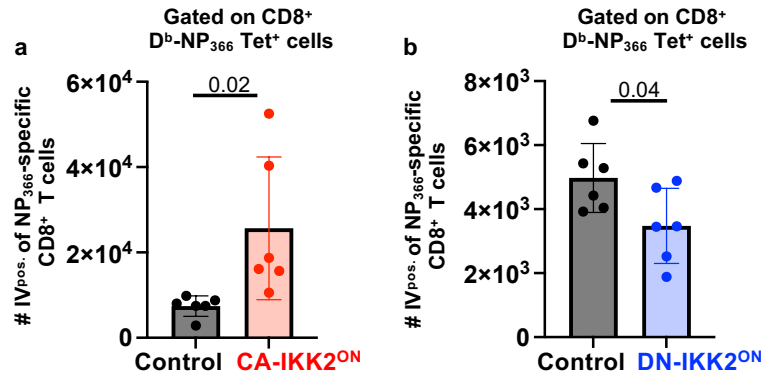 a
Gated on CD8⁺
Dᵇ-NP₃₆₆ Tet⁺ cells
# IVᵖᵒˢ· of NP₃₆₆-specific
CD8⁺ T cells
6×10⁴
4×10⁴
2×10⁴
0
0.02
Control
CA-IKK2ᴼᴺ
b
Gated on CD8⁺
Dᵇ-NP₃₆₆ Tet⁺ cells
# IVᵖᵒˢ· of NP₃₆₆-specific
CD8⁺ T cells
8×10³
6×10³
4×10³
2×10³
0
0.04
Control
DN-IKK2ᴼᴺ